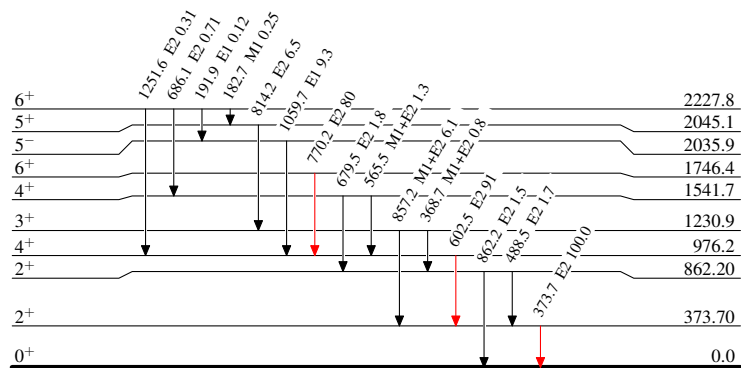 1251.6 E2 0.31
686.1 E2 0.71
191.9 E1 0.12
182.7 M1 0.25
814.2 E2 6.5
1059.7 E1 9.3
770.2 E2 80
679.5 E2 1.8
565.5 M1+E2 1.3
857.2 M1+E2 6.1
368.7 M1+E2 0.8
602.5 E2 91
862.2 E2 1.5
488.5 E2 1.7
373.7 E2 100.0
6+ 2227.8
5+ 2045.1
5− 2035.9
6+ 1746.4
4+ 1541.7
3+ 1230.9
4+ 976.2
2+ 862.20
2+ 373.70
0+ 0.0